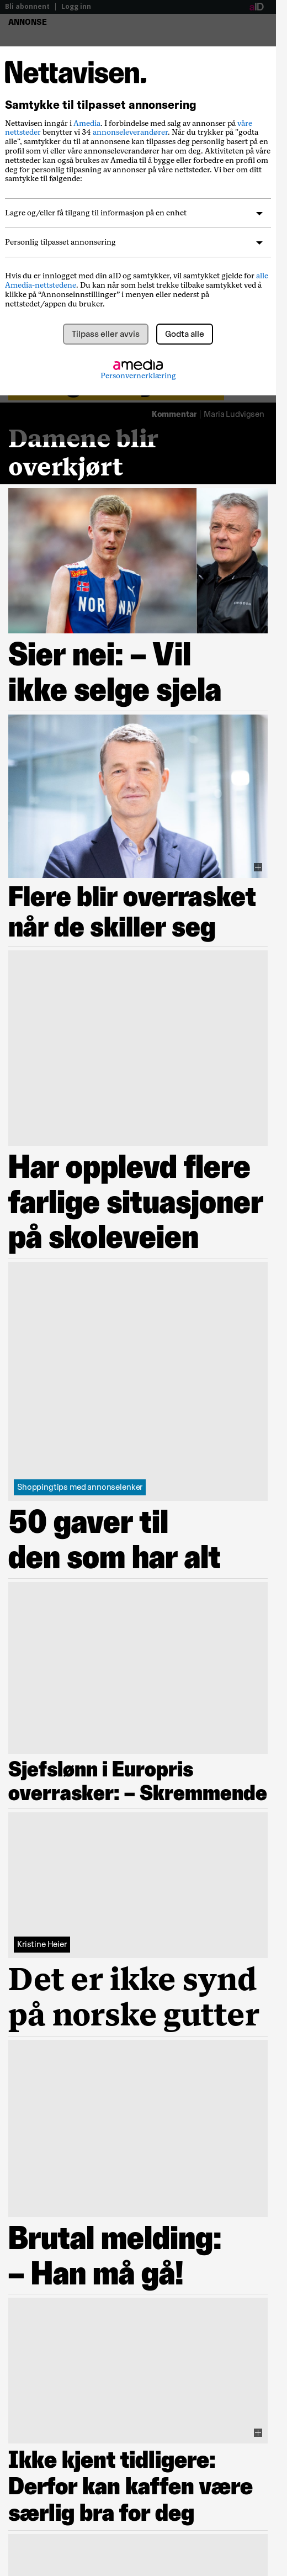 Bli abonnent | Logg inn
aID
ANNONSE
Nettavisen.
Samtykke til tilpasset annonsering
Nettavisen inngår i Amedia. I forbindelse med salg av annonser på våre
nettsteder benytter vi 34 annonseleverandører. Når du trykker på "godta
alle", samtykker du til at annonsene kan tilpasses deg personlig basert på en
profil som vi eller våre annonseleverandører har om deg. Aktiviteten på våre
nettsteder kan også brukes av Amedia til å bygge eller forbedre en profil om
deg for personlig tilpasning av annonser på våre nettsteder. Vi ber om ditt
samtykke til følgende:
Lagre og/eller få tilgang til informasjon på en enhet
Personlig tilpasset annonsering
Hvis du er innlogget med din aID og samtykker, vil samtykket gjelde for alle
Amedia-nettstedene. Du kan når som helst trekke tilbake samtykket ved å
klikke på “Annonseinnstillinger” i menyen eller nederst på
nettstedet/appen du bruker.
Tilpass eller avvis
Godta alle
amedia
Personvernerklæring
Kommentar | Maria Ludvigsen
Damene blir
overkjørt
NORW
Sier nei: – Vil
ikke selge sjela
Flere blir overrasket
når de skiller seg
Har opplevd flere
farlige situasjoner
på skoleveien
Shoppingtips med annonselenker
50 gaver til
den som har alt
Sjefslønn i Europris
overrasker: – Skremmende
Kristine Heier
Det er ikke synd
på norske gutter
Brutal melding:
– Han må gå!
Ikke kjent tidligere:
Derfor kan kaffen være
særlig bra for deg